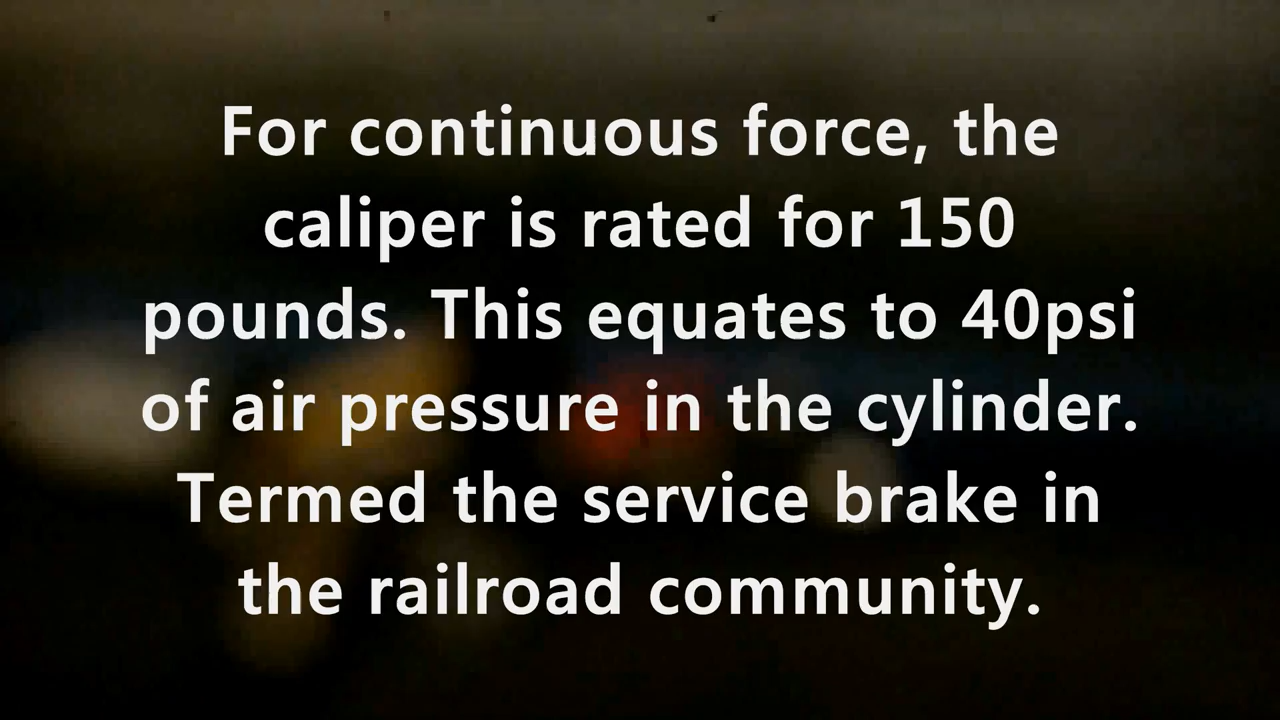 For continuous force, the
caliper is rated for 150
pounds. This equates to 40psi
of air pressure in the cylinder.
Termed the service brake in
the railroad community.